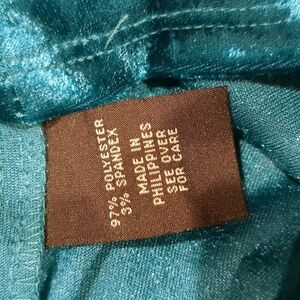 97% POLYESTER
3% SPANDEX
MADE IN
PHILIPPINES
SEE OVER
FOR CARE